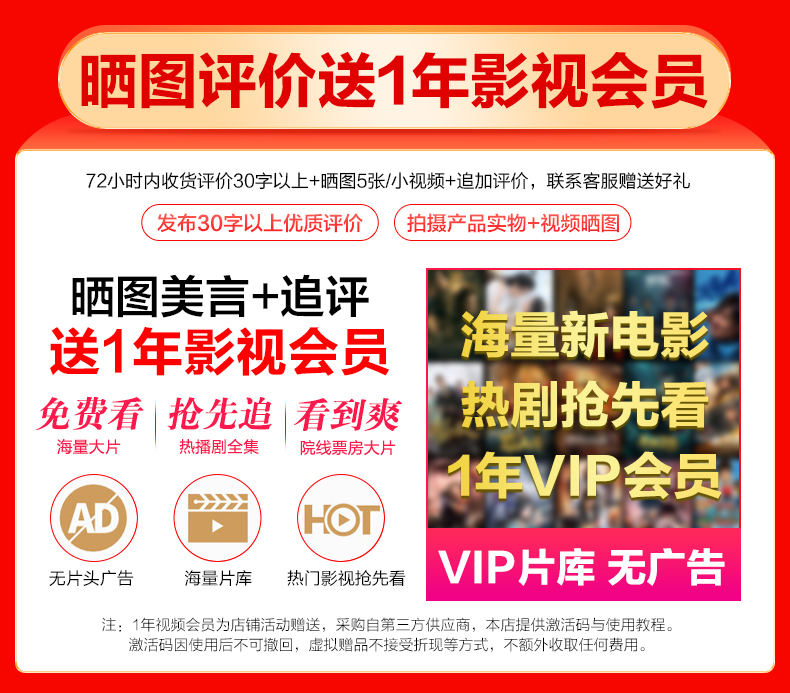 晒图评价送1年影视会员
72小时内收货评价30字以上+晒图5张/小视频+追加评价，联系客服赠送好礼
发布30字以上优质评价
拍摄产品实物+视频晒图
晒图美言+追评
送1年影视会员
免费看
海量大片
抢先追
热播剧全集
看到爽
院线票房大片
AD
无片头广告
海量片库
HOT
热门影视抢先看
海量新电影
热剧抢先看
1年VIP会员
VIP片库 无广告
注：1年视频会员为店铺活动赠送，采购自第三方供应商，本店提供激活码与使用教程。
激活码因使用后不可撤回，虚拟赠品不接受折现等方式，不额外收取任何费用。